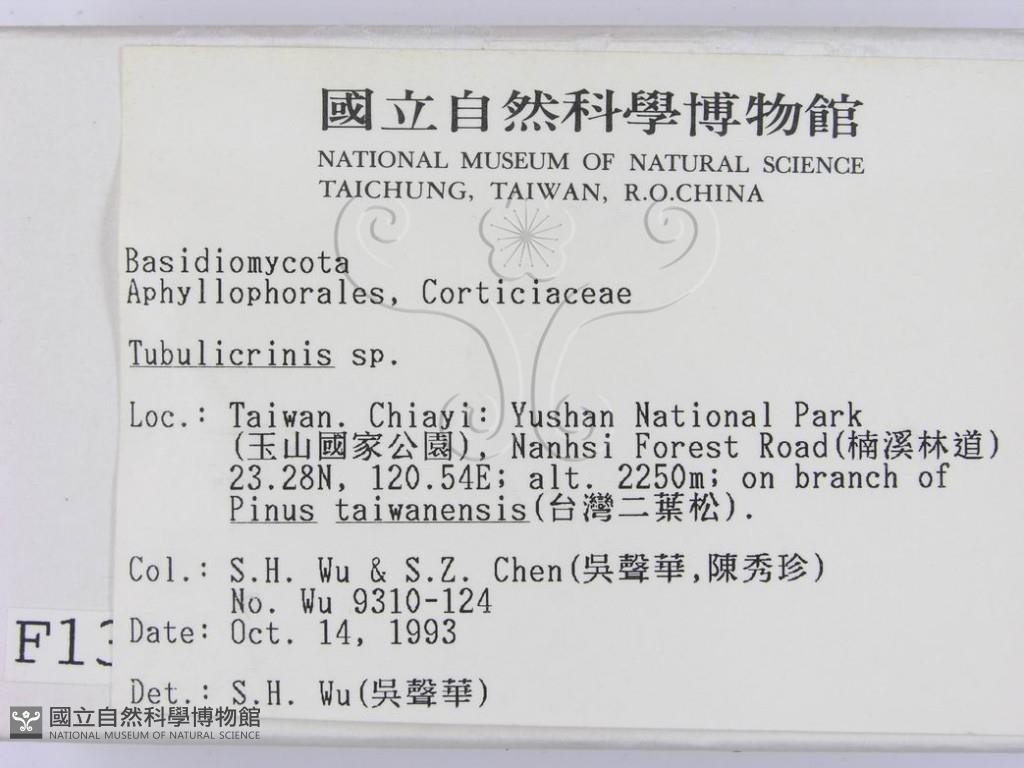 國立自然科學博物館
NATIONAL MUSEUM OF NATURAL SCIENCE
TAICHUNG, TAIWAN, R.O.CHINA
Basidiomycota
Aphyllophorales, Corticiaceae
Tubulicrinis sp.
Loc.: Taiwan. Chiayi: Yushan National Park
(玉山國家公園), Nanhsi Forest Road(楠溪林道)
23.28N, 120.54E; alt. 2250m; on branch of
Pinus taiwanensis(台灣二葉松).
Col.: S.H. Wu & S.Z. Chen(吳聲華,陳秀珍)
No. Wu 9310-124
Date: Oct. 14, 1993
Det.: S.H. Wu(吳聲華)
國立自然科學博物館
NATIONAL MUSEUM OF NATURAL SCIENCE